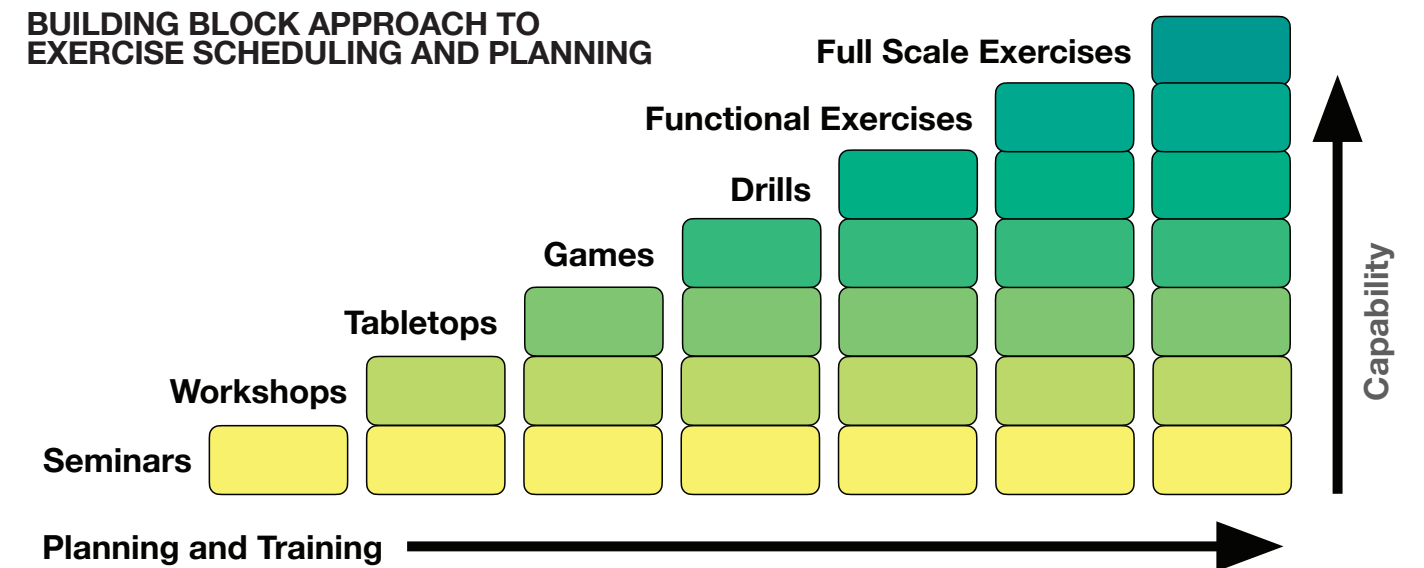 BUILDING BLOCK APPROACH TO
EXERCISE SCHEDULING AND PLANNING
Full Scale Exercises
Functional Exercises
Drills
Games
Tabletops
Workshops
Seminars
Capability
Planning and Training